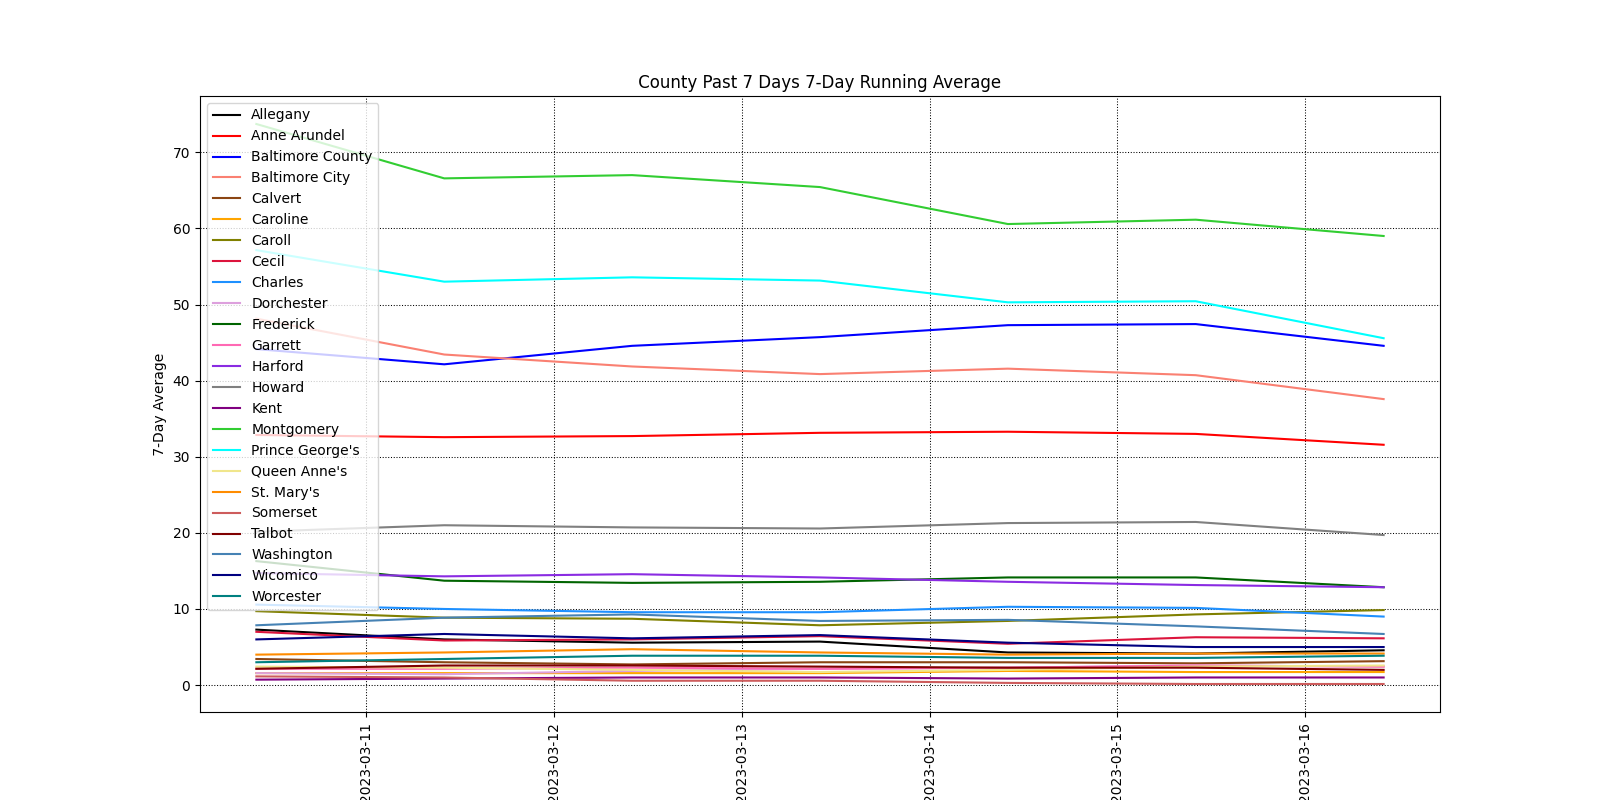 County Past 7 Days 7-Day Running Average
7-Day Average
70
60
50
40
30
20
10
0
Allegany
Anne Arundel
Baltimore County
Baltimore City
Calvert
Caroline
Caroll
Cecil
Charles
Dorchester
Frederick
Garrett
Harford
Howard
Kent
Montgomery
Prince George's
Queen Anne's
St. Mary's
Somerset
Talbot
Washington
Wicomico
Worcester
2023-03-11
2023-03-12
2023-03-13
2023-03-14
2023-03-15
2023-03-16